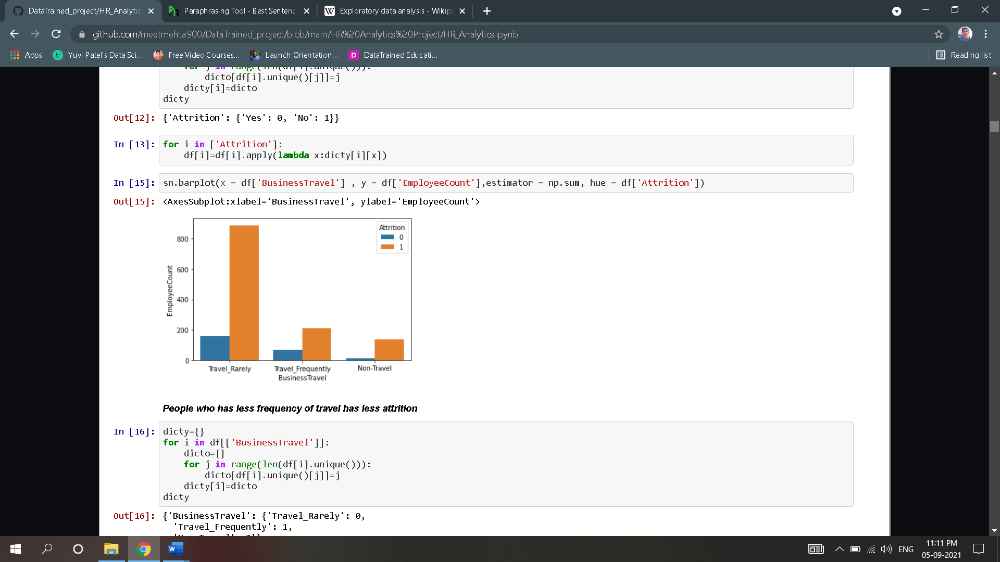 DataTrained_project/HR_Analytic
Paraphrasing Tool - Best Sentenc
Exploratory data analysis - Wikipe
github.com/meetmehta900/DataTrained_project/blob/main/HR%20Analytics%20Project/HR_Analytics.ipynb
Apps
Yuvi Patel's Data Sci...
Free Video Courses...
Launch Orientation...
DataTrained Educati...
Reading list
for j in range(len(df[i].unique())):
dicto[df[i].unique()[j]]=j
dicty[i]=dicto
dicty
Out[12]: {'Attrition': {'Yes': 0, 'No': 1}}
In [13]: for i in ['Attrition']:
df[i]=df[i].apply(lambda x:dicty[i][x])
In [15]: sn.barplot(x = df['BusinessTravel'] , y = df['EmployeeCount'],estimator = np.sum, hue = df['Attrition'])
Out[15]: <AxesSubplot:xlabel='BusinessTravel', ylabel='EmployeeCount'>
Attrition
0
1
800
600
400
200
0
EmployeeCount
Travel_Rarely
Travel_Frequently
Non-Travel
BusinessTravel
People who has less frequency of travel has less attrition
In [16]: dicty={}
for i in df[['BusinessTravel']]:
dicto={}
for j in range(len(df[i].unique())):
dicto[df[i].unique()[j]]=j
dicty[i]=dicto
dicty
Out[16]: {'BusinessTravel': {'Travel_Rarely': 0,
'Travel_Frequently': 1,
ENG
11:11 PM
05-09-2021